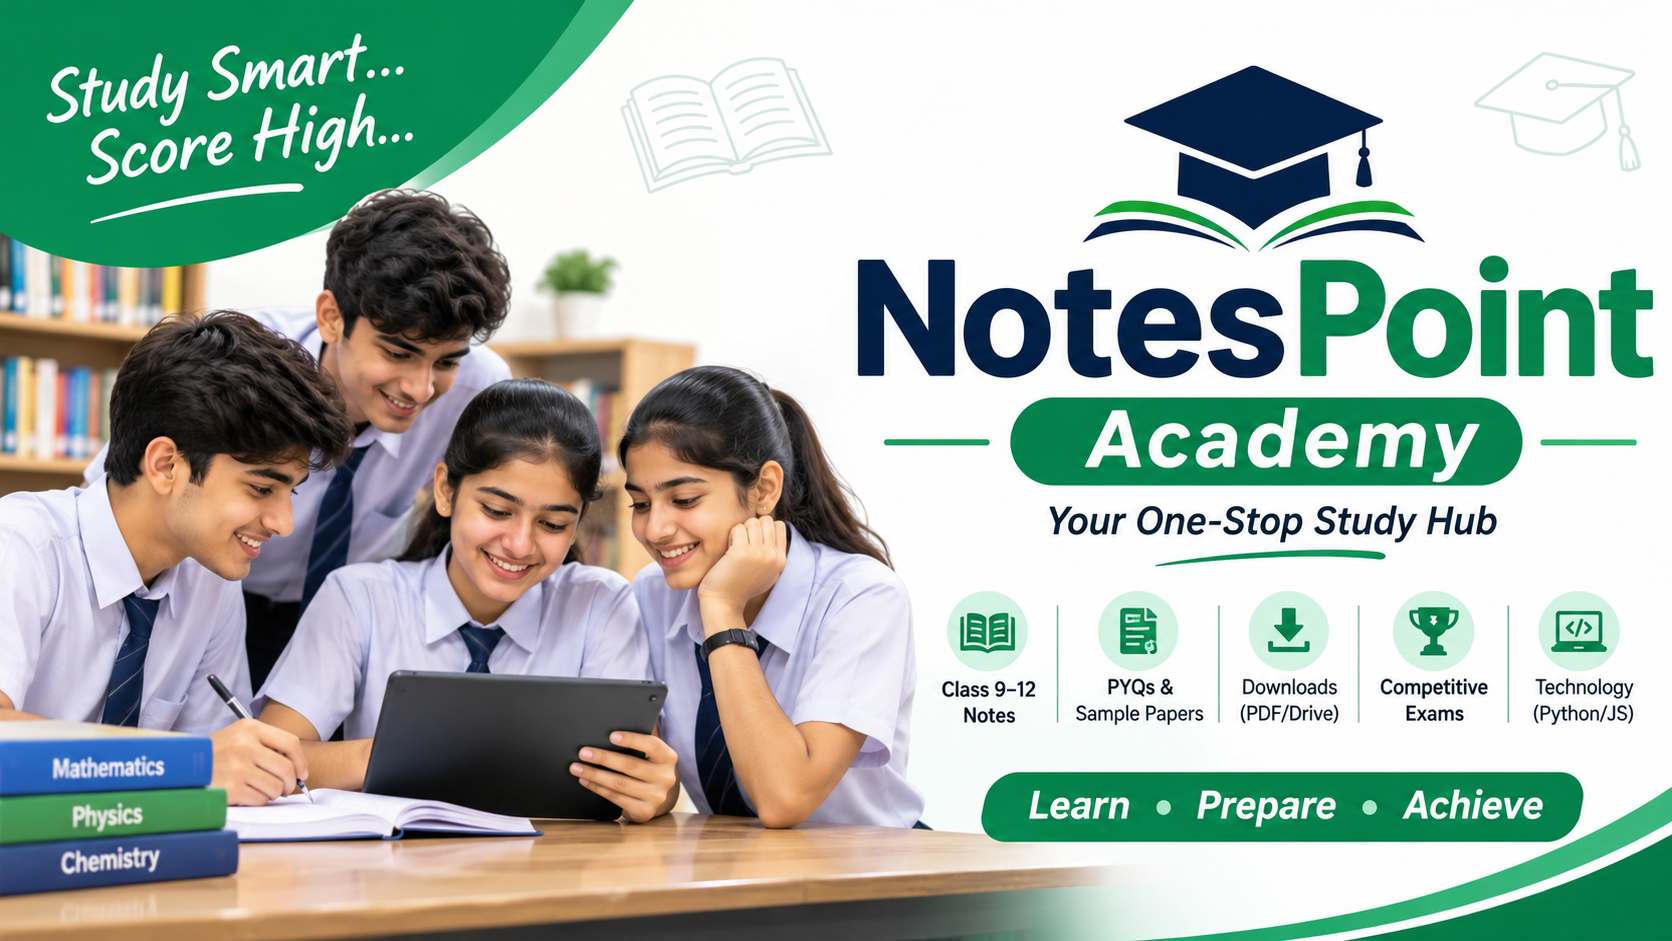 Study Smart...
Score High...
NotesPoint
Academy
Your One-Stop Study Hub
Class 9–12
Notes
PYQs &
Sample Papers
Downloads
(PDF/Drive)
Competitive
Exams
Technology
(Python/JS)
Learn • Prepare • Achieve
Mathematics
Physics
Chemistry